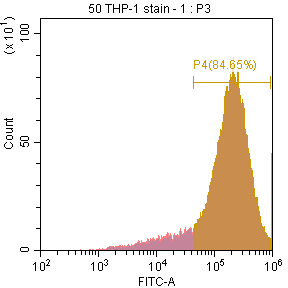 50 THP-1 stain - 1 : P3
(x 10¹)
100
P4(84.65%)
Count
50
0
10² 10³ 10⁴ 10⁵ 10⁶
FITC-A